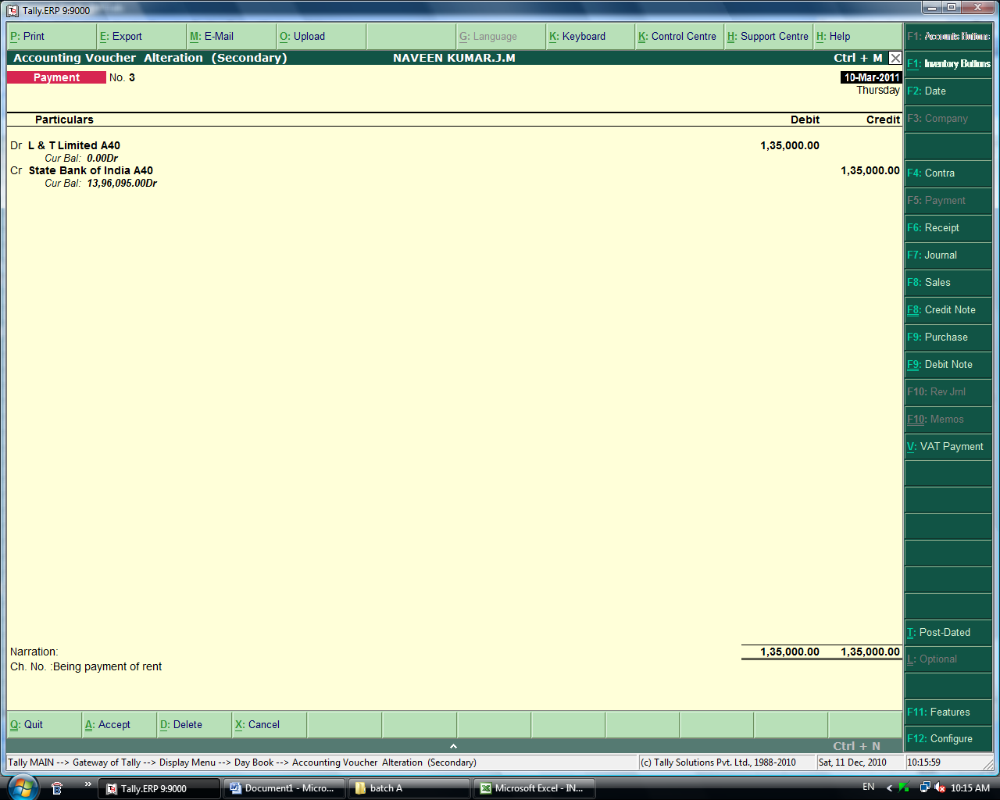 Tally.ERP 9:9000
P: Print E: Export M: E-Mail O: Upload G: Language K: Keyboard K: Control Centre H: Support Centre H: Help
Accounting Voucher Alteration (Secondary) NAVEEN KUMAR.J.M Ctrl + M
Payment No. 3 10-Mar-2011
Thursday
Particulars Debit Credit
Dr L & T Limited A40 1,35,000.00
Cur Bal: 0.00Dr
Cr State Bank of India A40 1,35,000.00
Cur Bal: 13,96,095.00Dr
Narration: 1,35,000.00 1,35,000.00
Ch. No. :Being payment of rent
F1: Accounts Buttons
F1: Inventory Buttons
F2: Date
F3: Company
F4: Contra
F5: Payment
F6: Receipt
F7: Journal
F8: Sales
F8: Credit Note
F9: Purchase
F9: Debit Note
F10: Rev Jrnl
F10: Memos
V: VAT Payment
T: Post-Dated
L: Optional
F11: Features
F12: Configure
Q: Quit A: Accept D: Delete X: Cancel
Ctrl + N
Tally MAIN --> Gateway of Tally --> Display Menu --> Day Book --> Accounting Voucher Alteration (Secondary) (c) Tally Solutions Pvt. Ltd., 1988-2010 Sat, 11 Dec, 2010 10:15:59
Tally.ERP 9:9000 Document1 - Micro... batch A Microsoft Excel - IN... EN 10:15 AM